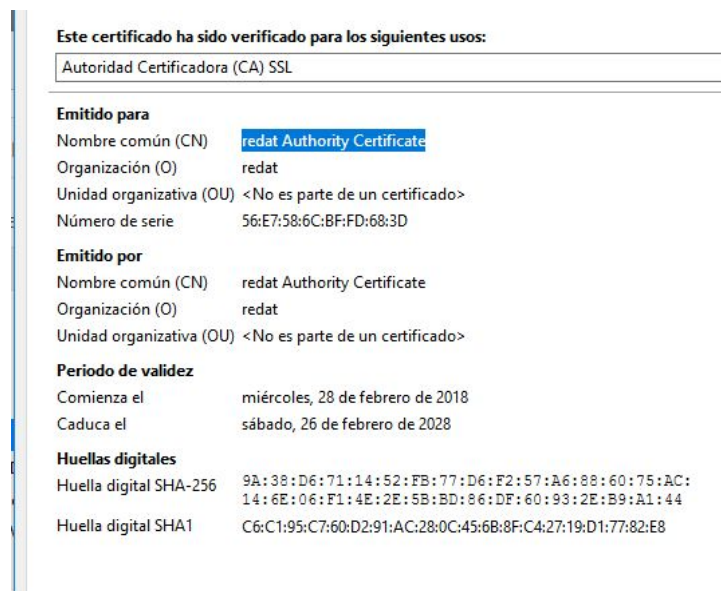 Este certificado ha sido verificado para los siguientes usos:
Autoridad Certificadora (CA) SSL
Emitido para
Nombre común (CN) redat Authority Certificate
Organización (O) redat
Unidad organizativa (OU) <No es parte de un certificado>
Número de serie 56:E7:58:6C:BF:FD:68:3D
Emitido por
Nombre común (CN) redat Authority Certificate
Organización (O) redat
Unidad organizativa (OU) <No es parte de un certificado>
Periodo de validez
Comienza el miércoles, 28 de febrero de 2018
Caduca el sábado, 26 de febrero de 2028
Huellas digitales
Huella digital SHA-256 9A:38:D6:71:14:52:FB:77:D6:F2:57:A6:88:60:75:AC:
14:6E:06:F1:4E:2E:5B:BD:86:DF:60:93:2E:B9:A1:44
Huella digital SHA1 C6:C1:95:C7:60:D2:91:AC:28:0C:45:6B:8F:C4:27:19:D1:77:82:E8